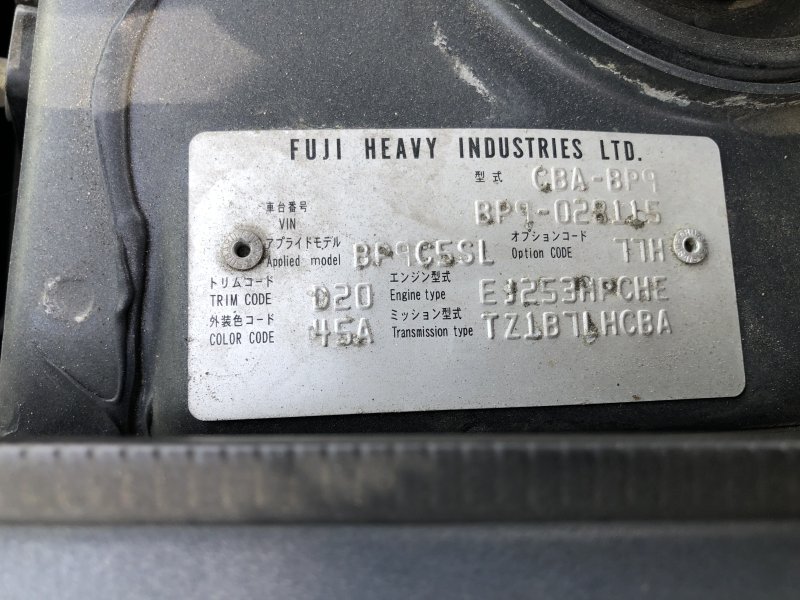 FUJI HEAVY INDUSTRIES LTD.
型式 CBA-BP9
車台番号 VIN BP9-028115
アプライドモデル Applied model BP9C5SL オプションコード Option CODE 77H
トリムコード TRIM CODE D20 エンジン型式 Engine type EJ253HPCHE
外装色コード COLOR CODE 45A ミッション型式 Transmission type TZ1B7LHCBA